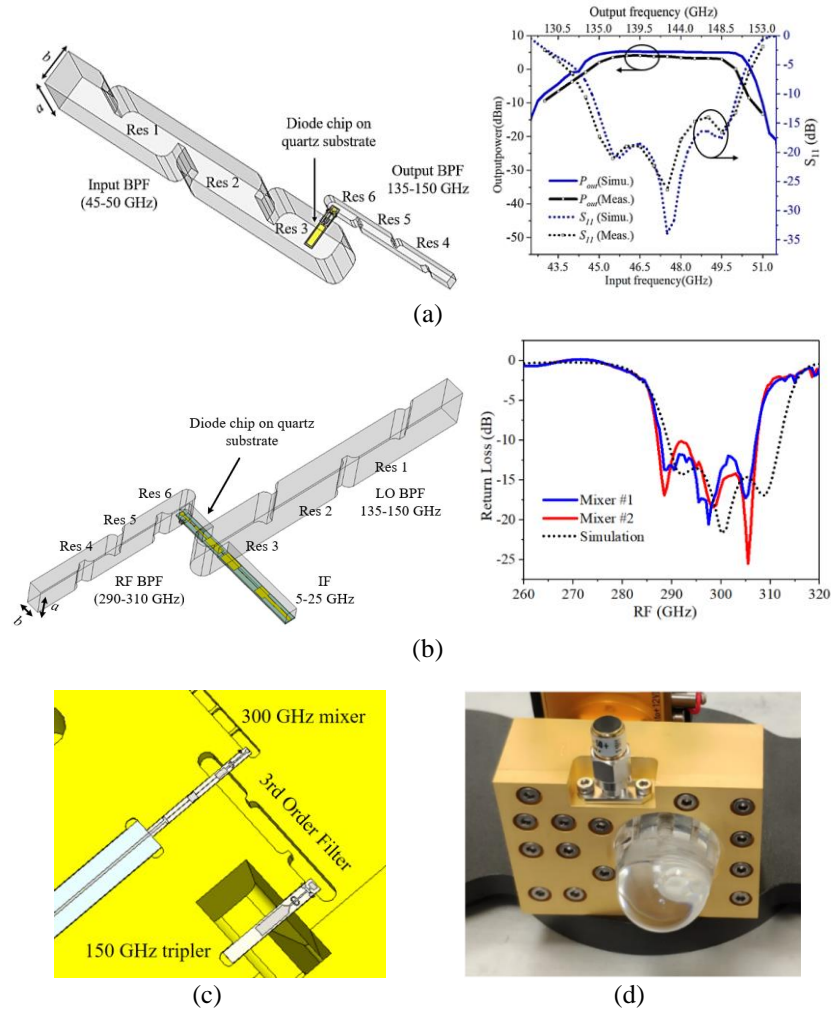 (a)
b
a
Res 1
Input BPF
(45-50 GHz)
Res 2
Diode chip on
quartz
substrate
Res 3
Res 6
Output BPF
135-150 GHz
Res 5
Res 4
Output frequency (GHz)
130.5 135.0 139.5 144.0 148.5 153.0
10
0
-10
-20
-30
-40
-50
Outputpower(dBm)
0
-5
-10
-15
-20
-25
-30
-35
S11 (dB)
Pout(Simu.)
Pout(Meas.)
S11 (Simu.)
S11 (Meas.)
43.5 45.0 46.5 48.0 49.5 51.0
Input frequency(GHz)
(b)
Diode chip on quartz
substrate
Res 1
LO BPF
135-150 GHz
Res 2
Res 3
Res 6
Res 5
Res 4
RF BPF
(290-310 GHz)
IF
5-25 GHz
a
b
Return Loss (dB)
0
-5
-10
-15
-20
-25
Mixer #1
Mixer #2
Simulation
260 270 280 290 300 310 320
RF (GHz)
300 GHz mixer
3rd Order Filter
150 GHz tripler
(c)
(d)